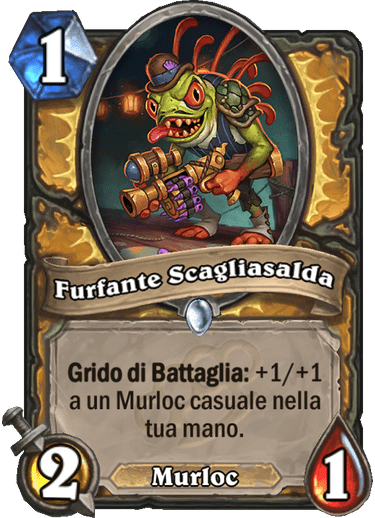 1
Furfante Scagliasalda
Grido di Battaglia: +1/+1
a un Murloc casuale nella
tua mano.
2
Murloc
1